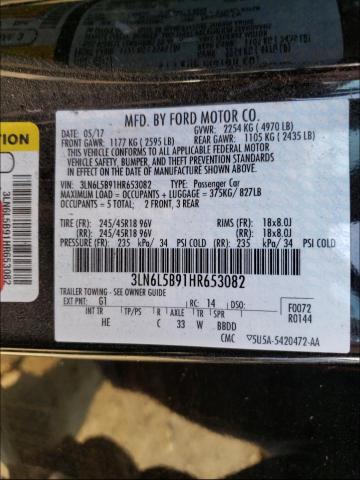 MFD. BY FORD MOTOR CO.
DATE: 05/17 GVWR: 2254 KG ( 4970 LB)
FRONT GAWR: 1177 KG ( 2595 LB) REAR GAWR: 1105 KG ( 2435 LB)
THIS VEHICLE CONFORMS TO ALL APPLICABLE FEDERAL MOTOR
VEHICLE SAFETY, BUMPER, AND THEFT PREVENTION STANDARDS
IN EFFECT ON THE DATE OF MANUFACTURE SHOWN ABOVE.
VIN: 3LN6L5B91HR653082 TYPE: Passenger Car
MAXIMUM LOAD = OCCUPANTS + LUGGAGE = 375KG/ 827LB
OCCUPANTS = 5 TOTAL: 2 FRONT, 3 REAR
TIRE (FR): 245/45R18 96V RIMS (FR): 18x8.0J
TIRE (RR): 245/45R18 96V RIMS (RR): 18x8.0J
PRESSURE (FR): 235 kPa/ 34 PSI COLD (RR): 235 kPa/ 34 PSI COLD
3LN6L5B91HR653082
TRAILER TOWING - SEE OWNER GUIDE
EXT PNT: G1 RC: 14 DSO: F0072
INT TR TP/PS R AXLE TR SPR R0144
HE C 33 W BBDD
CMC 5U5A-5420472-AA
3LN6L5B91HR653082